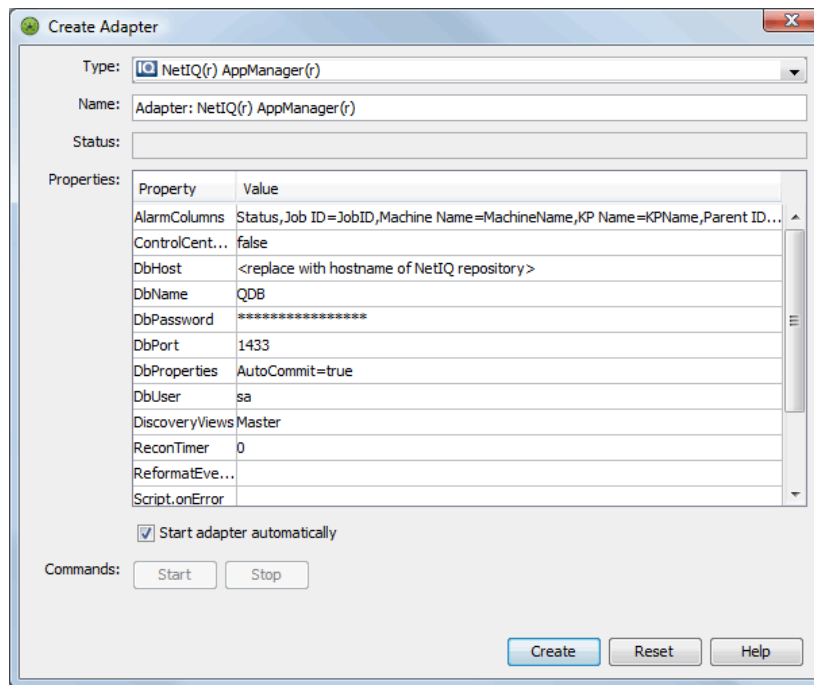 Create Adapter
Type: IQ NetIQ(r) AppManager(r)
Name: Adapter: NetIQ(r) AppManager(r)
Status:
Properties:
Property Value
AlarmColumns Status,Job ID=JobID,Machine Name=MachineName,KP Name=KPName,Parent ID...
ControlCent... false
DbHost <replace with hostname of NetIQ repository>
DbName QDB
DbPassword ****************
DbPort 1433
DbProperties AutoCommit=true
DbUser sa
DiscoveryViews Master
ReconTimer 0
ReformatEve...
Script.onError
Start adapter automatically
Commands: Start Stop
Create Reset Help